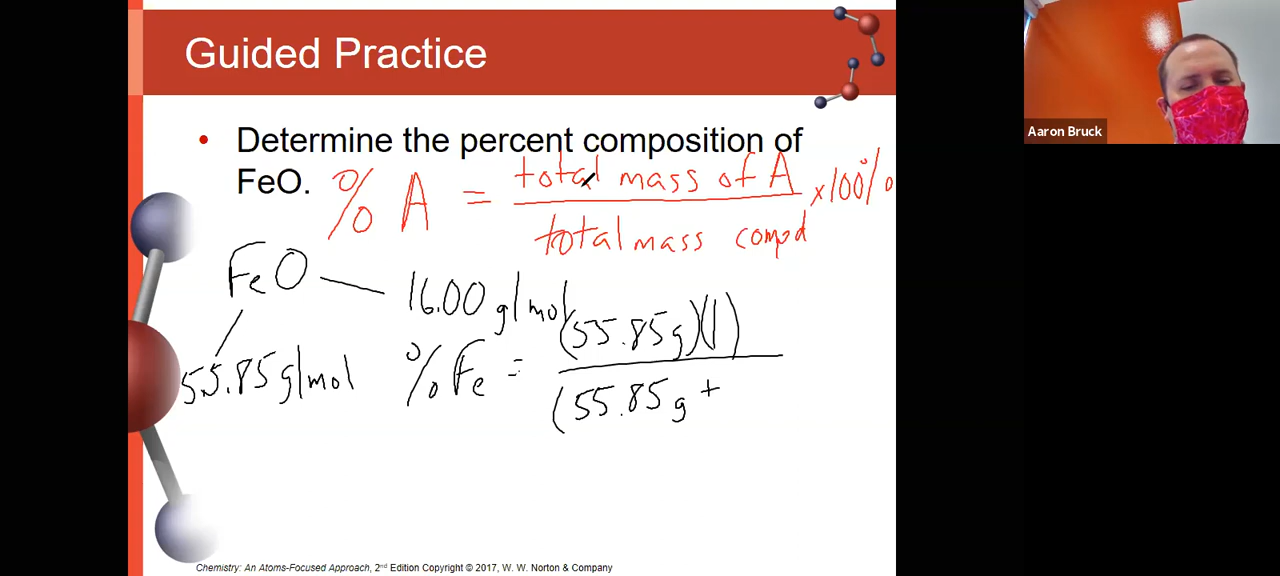 Guided Practice
Aaron Bruck
• Determine the percent composition of
FeO.
% A = total mass of A / total mass compd × 100%
FeO — 16.00 g/mol
55.85 g/mol
% Fe = (55.85 g)(1)
(55.85 g +
Chemistry: An Atoms-Focused Approach, 2nd Edition Copyright © 2017, W. W. Norton & Company